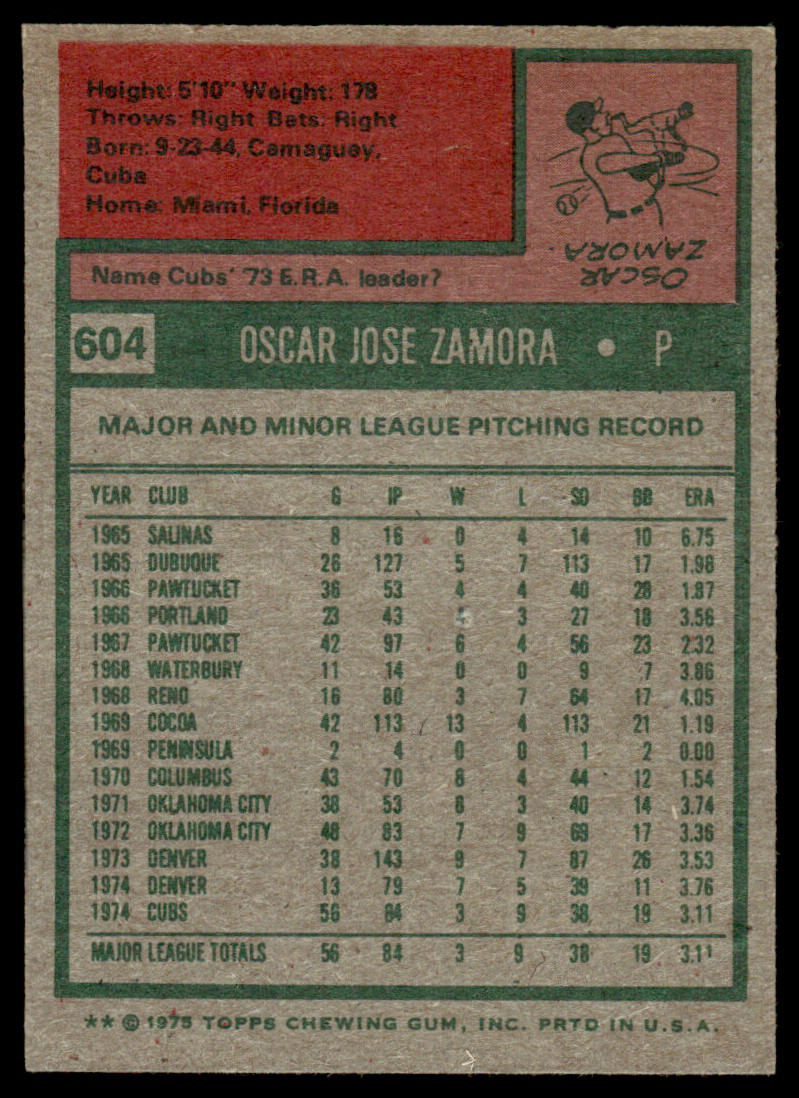 Height: 5'10" Weight: 178
Throws: Right Bats: Right
Born: 9-23-44, Camaguey,
Cuba
Home: Miami, Florida
Name Cubs' '73 E.R.A. leader?
OSCAR
ZAMORA
604 OSCAR JOSE ZAMORA • P
MAJOR AND MINOR LEAGUE PITCHING RECORD
YEAR CLUB G IP W L SO BB ERA
1965 SALINAS 8 16 0 4 14 10 6.75
1965 DUBUQUE 26 127 5 7 113 17 1.98
1966 PAWTUCKET 36 53 4 4 40 28 1.87
1966 PORTLAND 23 43 3 27 18 3.56
1967 PAWTUCKET 42 97 6 4 56 23 2.32
1968 WATERBURY 11 14 0 0 9 7 3.86
1968 RENO 16 80 3 7 64 17 4.05
1969 COCOA 42 113 13 4 113 21 1.19
1969 PENINSULA 2 4 0 0 1 2 0.00
1970 COLUMBUS 43 70 8 4 44 12 1.54
1971 OKLAHOMA CITY 38 53 3 40 14 3.74
1972 OKLAHOMA CITY 48 83 7 9 69 17 3.36
1973 DENVER 38 143 9 7 87 26 3.53
1974 DENVER 13 79 7 5 39 11 3.76
1974 CUBS 56 84 3 9 38 19 3.11
MAJOR LEAGUE TOTALS 56 84 3 9 38 19 3.11
** © 1975 TOPPS CHEWING GUM, INC. PRTD IN U.S.A.